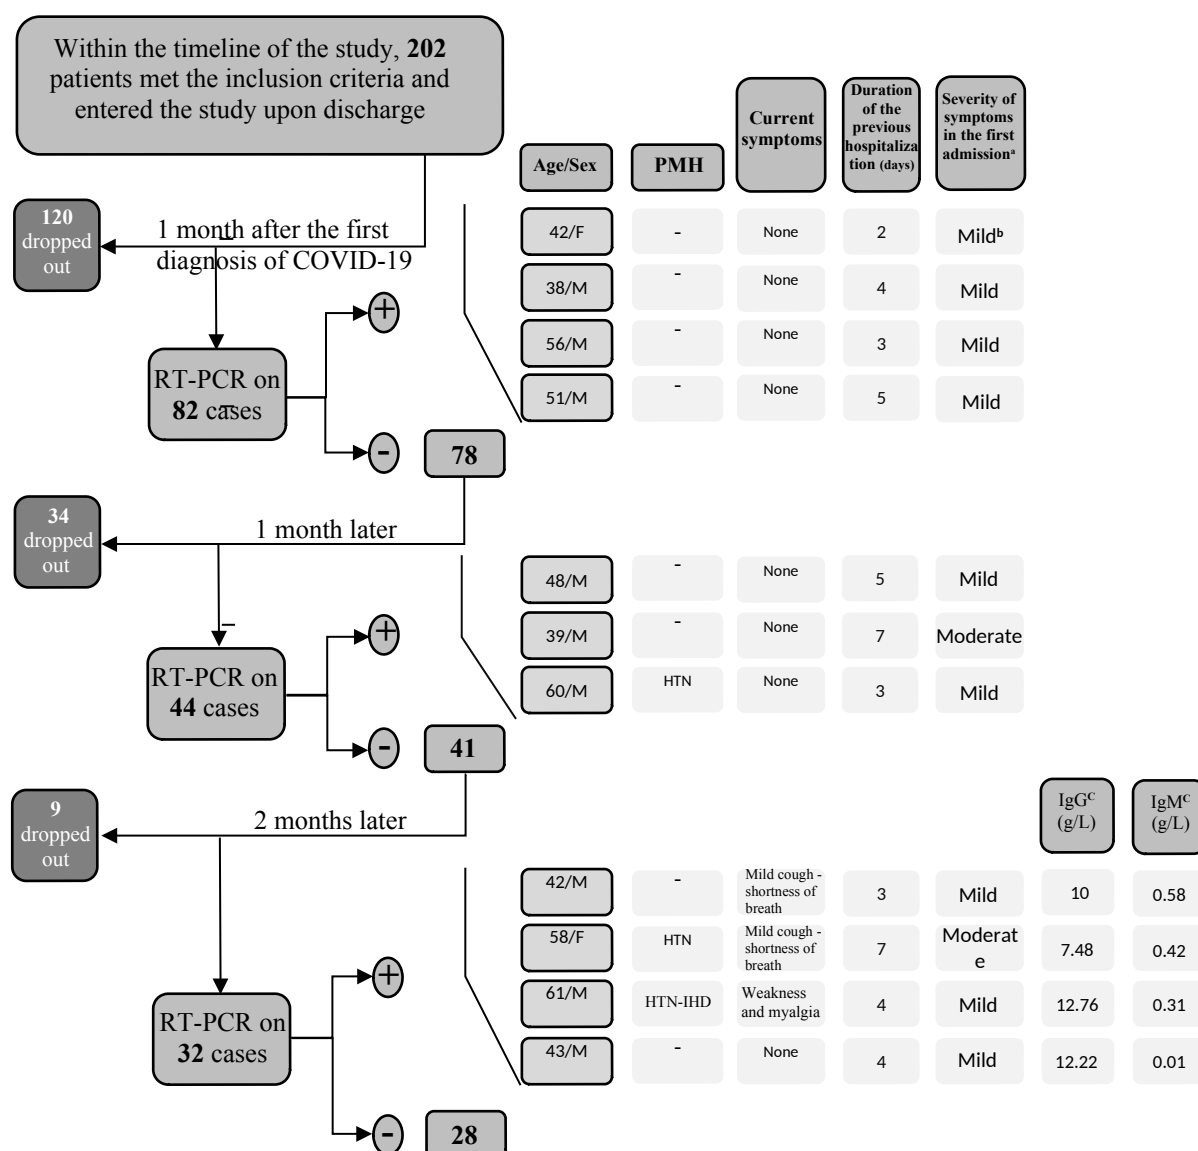 Within the timeline of the study, 202
patients met the inclusion criteria and
entered the study upon discharge
Age/Sex
PMH
Current
symptoms
Duration
of the
previous
hospitaliza
tion (days)
Severity of
symptoms
in the first
admissionᵃ
120
dropped
out
1 month after the first
diagnosis of COVID-19
42/F
-
None
2
Mildᵇ
38/M
-
None
4
Mild
+
56/M
-
None
3
Mild
RT-PCR on
82 cases
51/M
-
None
5
Mild
-
78
34
dropped
out
1 month later
48/M
-
None
5
Mild
+
39/M
-
None
7
Moderate
RT-PCR on
44 cases
60/M
HTN
None
3
Mild
-
41
9
dropped
out
2 months later
IgGᶜ
(g/L)
IgMᶜ
(g/L)
42/M
-
Mild cough -
shortness of
breath
3
Mild
10
0.58
58/F
HTN
Mild cough -
shortness of
breath
7
Moderat
e
7.48
0.42
+
61/M
HTN-IHD
Weakness
and myalgia
4
Mild
12.76
0.31
RT-PCR on
32 cases
43/M
-
None
4
Mild
12.22
0.01
-
28